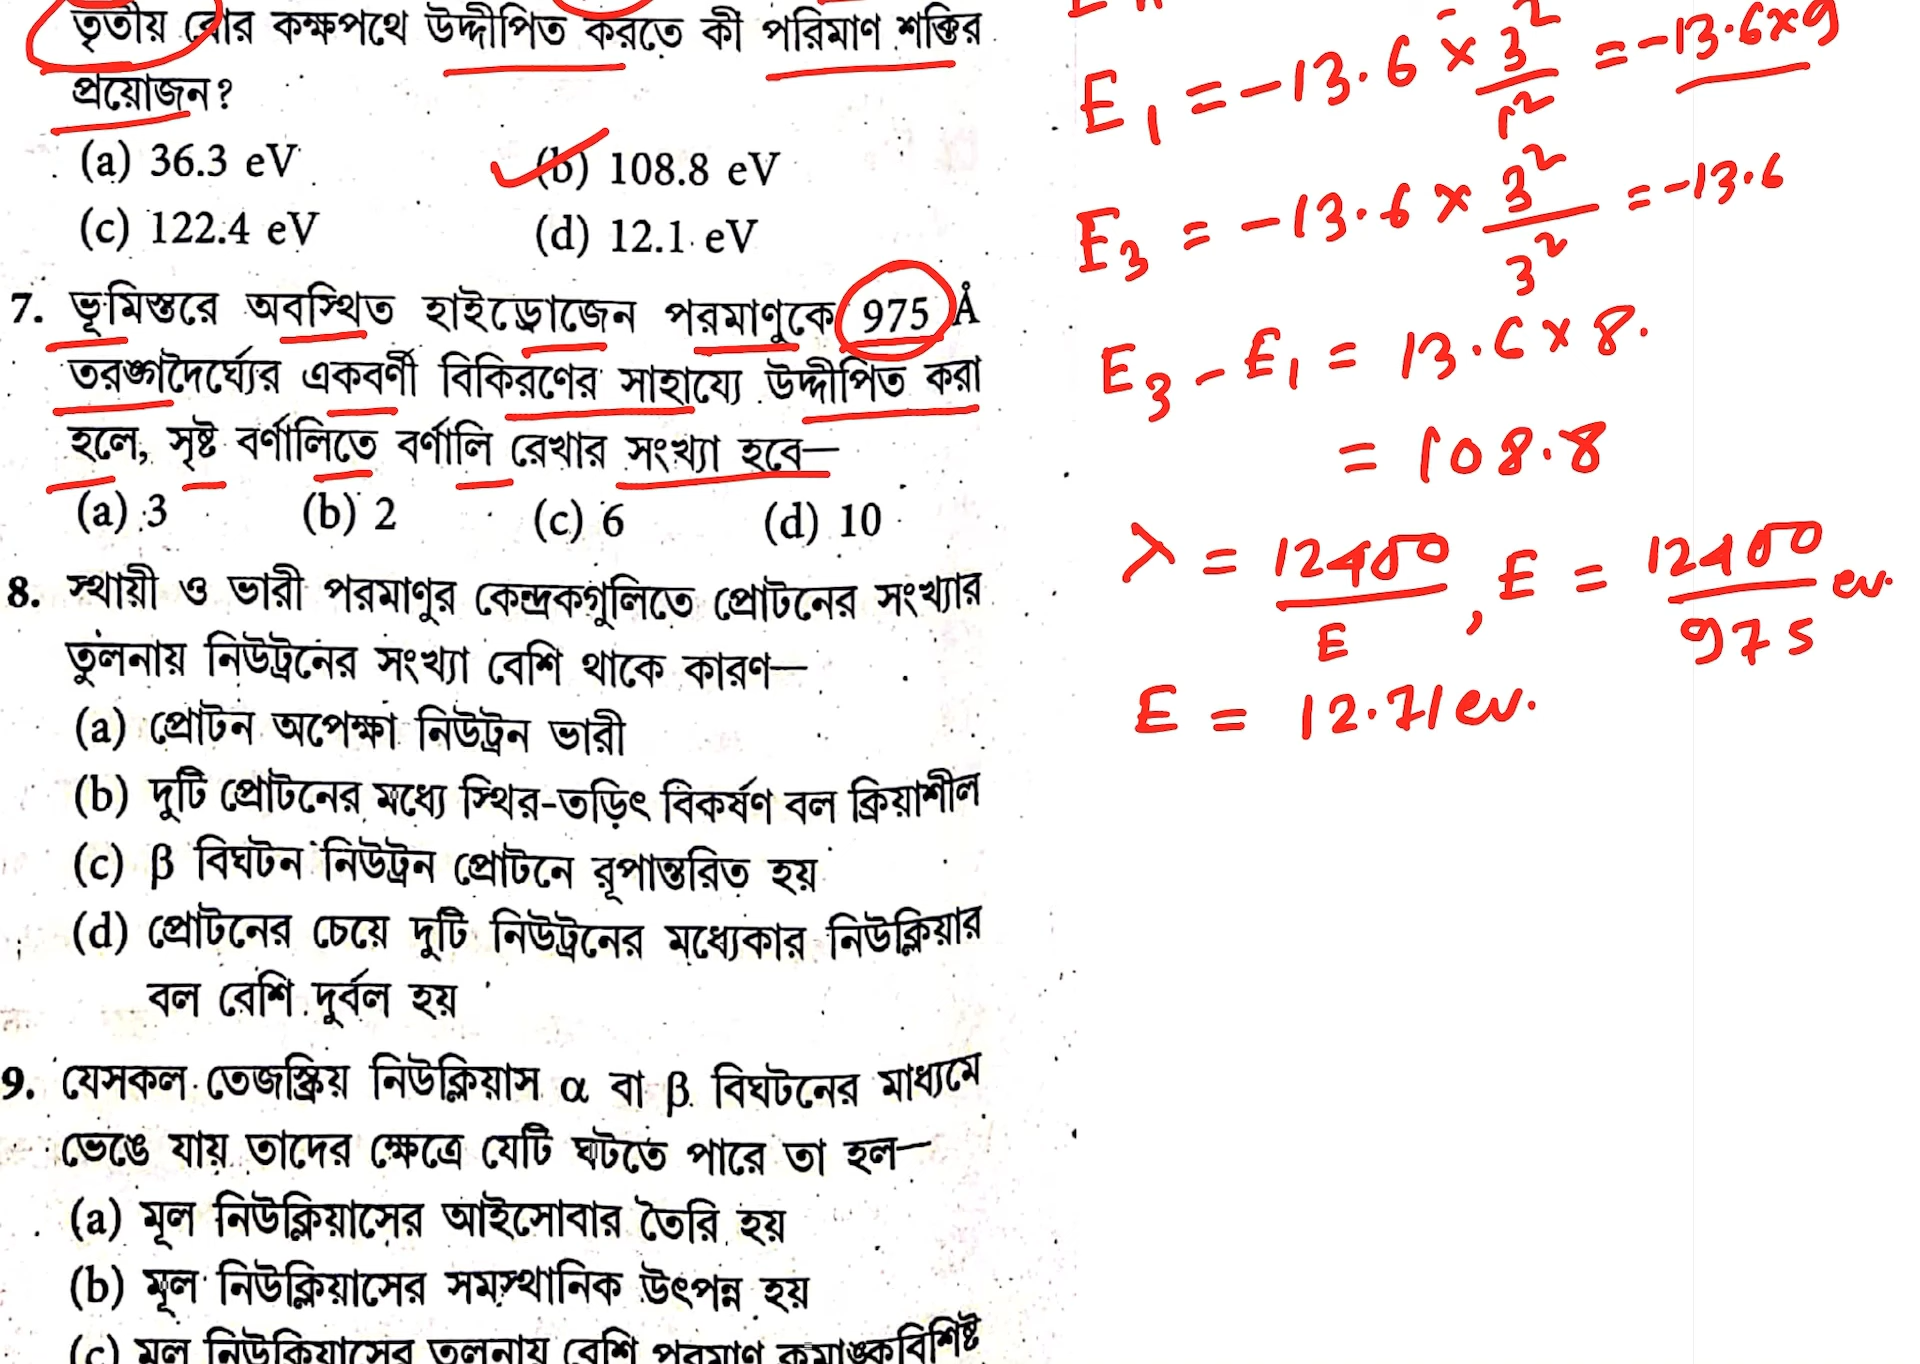 তৃতীয় বোর কক্ষপথে উদ্দীপিত করতে কী পরিমাণ শক্তির
প্রয়োজন?
(a) 36.3 eV (b) 108.8 eV
(c) 122.4 eV (d) 12.1 eV
7. ভূমিস্তরে অবস্থিত হাইড্রোজেন পরমাণুকে 975 Å
তরঙ্গদৈর্ঘ্যের একবর্ণী বিকিরণের সাহায্যে উদ্দীপিত করা
হলে, সৃষ্ট বর্ণালিতে বর্ণালি রেখার সংখ্যা হবে—
(a) 3 (b) 2 (c) 6 (d) 10
8. স্থায়ী ও ভারী পরমাণুর কেন্দ্রকগুলিতে প্রোটনের সংখ্যার
তুলনায় নিউট্রনের সংখ্যা বেশি থাকে কারণ—
(a) প্রোটন অপেক্ষা নিউট্রন ভারী
(b) দুটি প্রোটনের মধ্যে স্থির-তড়িৎ বিকর্ষণ বল ক্রিয়াশীল
(c) β বিঘটন নিউট্রন প্রোটনে রূপান্তরিত হয়
(d) প্রোটনের চেয়ে দুটি নিউট্রনের মধ্যেকার নিউক্লিয়ার
বল বেশি দুর্বল হয়
9. যেসকল তেজস্ক্রিয় নিউক্লিয়াস α বা β বিঘটনের মাধ্যমে
ভেঙে যায় তাদের ক্ষেত্রে যেটি ঘটতে পারে তা হল—
(a) মূল নিউক্লিয়াসের আইসোবার তৈরি হয়
(b) মূল নিউক্লিয়াসের সমস্থানিক উৎপন্ন হয়
(c) মূল নিউক্লিয়াসের তুলনায় বেশি পরমাণু ক্রমাঙ্কবিশিষ্ট
E₁ = -13.6 × 3²/1² = -13.6×9
E₃ = -13.6 × 3²/3² = -13.6
E₃ - E₁ = 13.6 × 8.
= 108.8
λ = 12400/E , E = 12400/975 ev.
E = 12.71 ev.